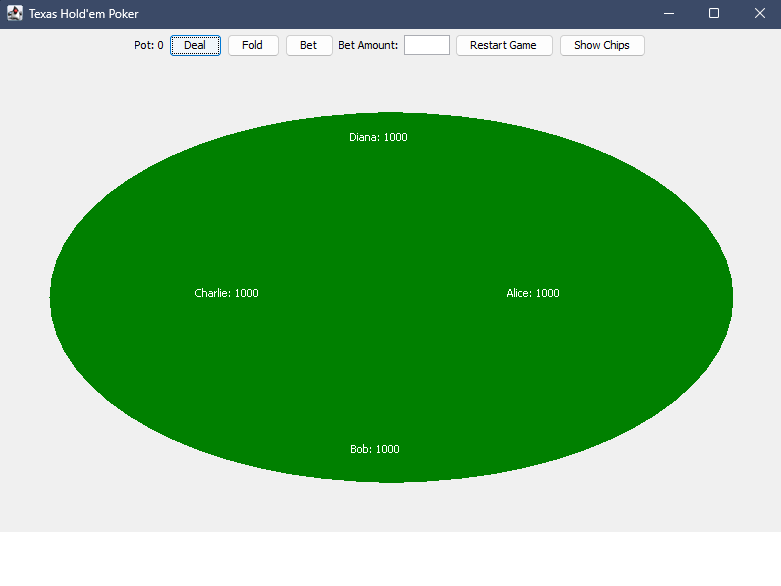 Texas Hold'em Poker
Pot: 0 Deal Fold Bet Bet Amount: Restart Game Show Chips
Diana: 1000
Charlie: 1000 Alice: 1000
Bob: 1000